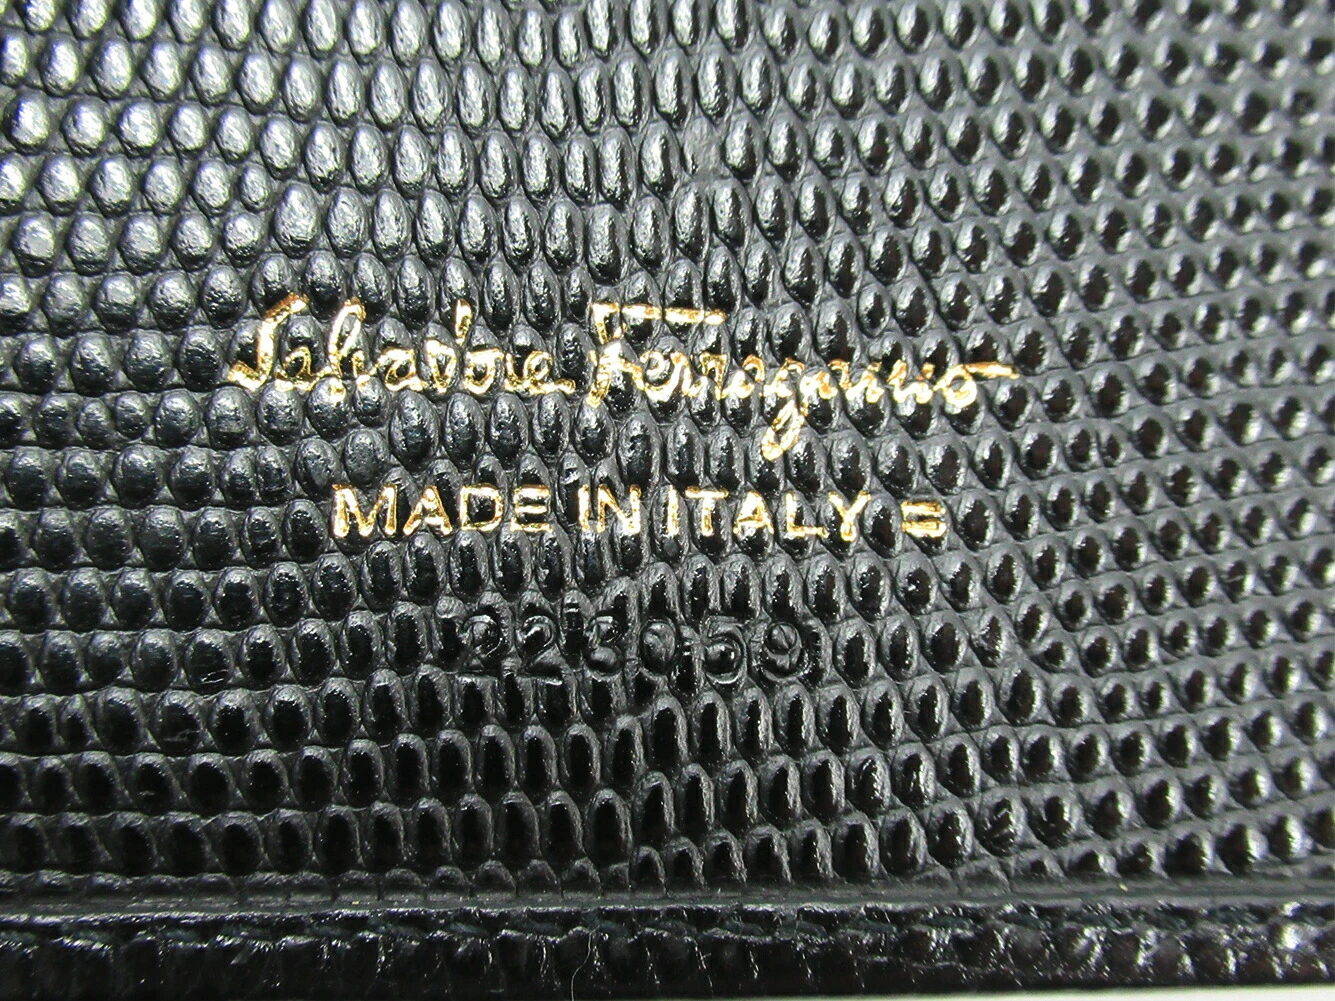 Salvatore Ferragamo
MADE IN ITALY E
22 3059